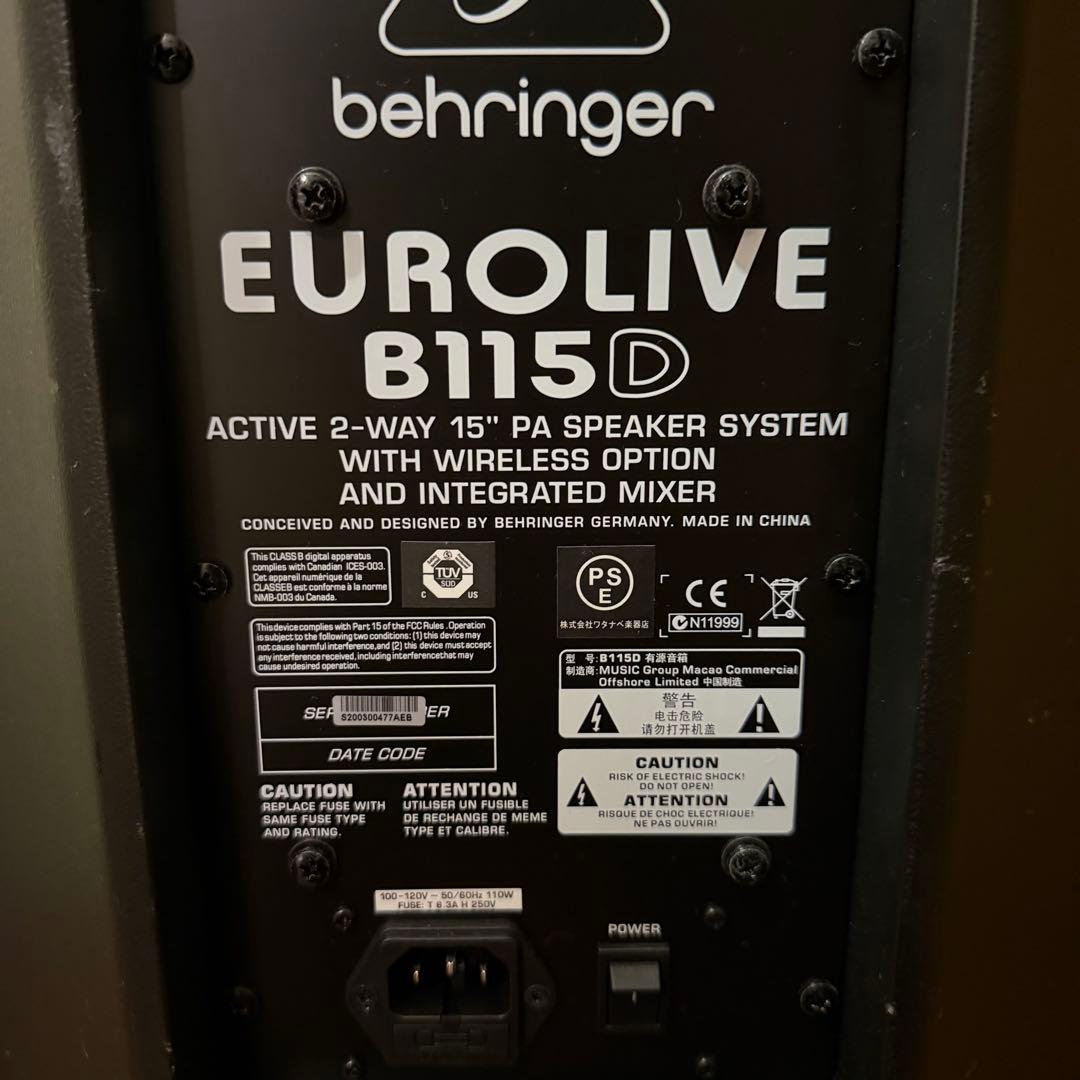 behringer
EUROLIVE
B115D
ACTIVE 2-WAY 15" PA SPEAKER SYSTEM
WITH WIRELESS OPTION
AND INTEGRATED MIXER
CONCEIVED AND DESIGNED BY BEHRINGER GERMANY. MADE IN CHINA
This CLASS B digital apparatus
complies with Canadian ICES-003.
Cet appareil numérique de la
CLASSEB est conforme à la norme
NMB-003 du Canada.
TÜV
SÜD
C US
PS
E
株式会社ワタナベ楽器店
CE
N11999
This device complies with Part 15 of the FCC Rules. Operation
is subject to the following two conditions: (1) this device may
not cause harmful interference, and (2) this device must accept
any interference received, including interference that may
cause undesired operation.
型 号:B115D 有源音箱
制造商:MUSIC Group Macao Commercial
Offshore Limited 中国制造
警告
电击危险
请勿打开机盖
SER ER
S200300477AEB
DATE CODE
CAUTION
RISK OF ELECTRIC SHOCK!
DO NOT OPEN!
ATTENTION
RISQUE DE CHOC ELECTRIQUE!
NE PAS OUVRIR!
CAUTION
REPLACE FUSE WITH
SAME FUSE TYPE
AND RATING.
ATTENTION
UTILISER UN FUSIBLE
DE RECHANGE DE MEME
TYPE ET CALIBRE.
100-120V ~ 50/60Hz 110W
FUSE: T 6.3A H 250V
POWER